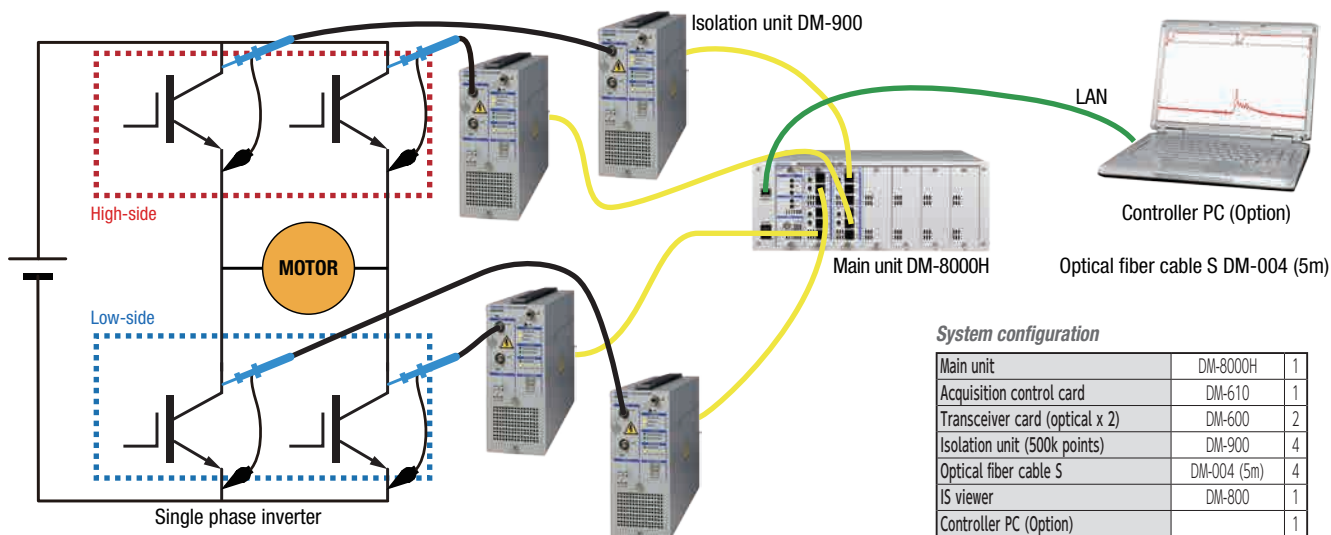 Isolation unit DM-900
LAN
High-side
Controller PC (Option)
MOTOR
Main unit DM-8000H
Optical fiber cable S DM-004 (5m)
Low-side
Single phase inverter
System configuration
Main unit DM-8000H 1
Acquisition control card DM-610 1
Transceiver card (optical x 2) DM-600 2
Isolation unit (500k points) DM-900 4
Optical fiber cable S DM-004 (5m) 4
IS viewer DM-800 1
Controller PC (Option) 1